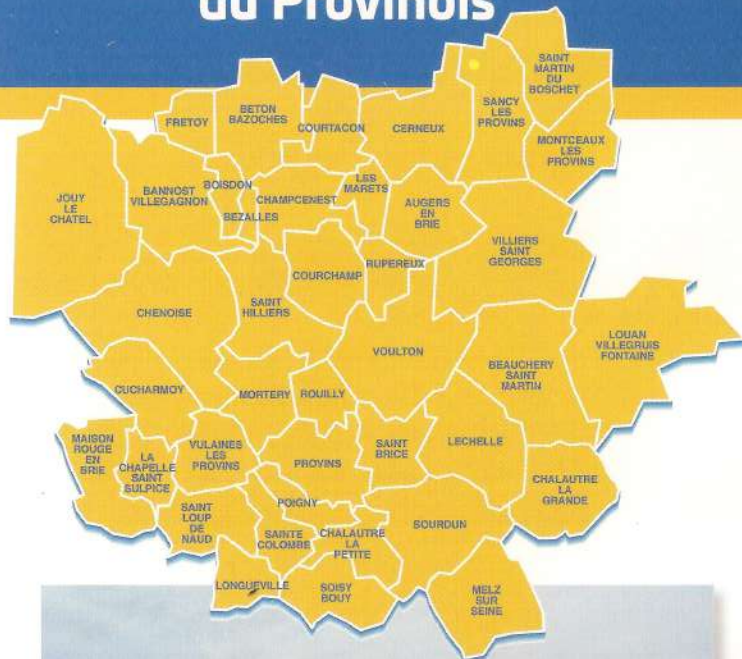 du Provinois
SAINT
MARTIN
DU
BOSCHET
FRETOY
BETON
BAZOCHES
COURTACON
CERNEUX
SANCY
LES
PROVINS
MONTCEAUX
LES
PROVINS
JOUY
LE
CHATEL
BANNOST
VILLEGAGNON
BOISDON
BEZALLES
CHAMPCENEST
LES
MARETS
AUGERS
EN
BRIE
VILLIERS
SAINT
GEORGES
COURCHAMP
RUPEREUX
CHENOISE
SAINT
HILLIERS
VOULTON
LOUAN
VILLEGRUIS
FONTAINE
BEAUCHERY
SAINT
MARTIN
CUCHARMOY
MORTERY
ROUILLY
MAISON
ROUGE
EN
BRIE
LA
CHAPELLE
SAINT
SULPICE
VULAINES
LES
PROVINS
PROVINS
SAINT
BRICE
LECHELLE
CHALAUTRE
LA
GRANDE
SAINT
LOUP
DE
NAUD
POIGNY
SAINTE
COLOMBE
CHALAUTRE
LA
PETITE
SOURDUN
LONGUEVILLE
SOISY
BOUY
MELZ
SUR
SEINE